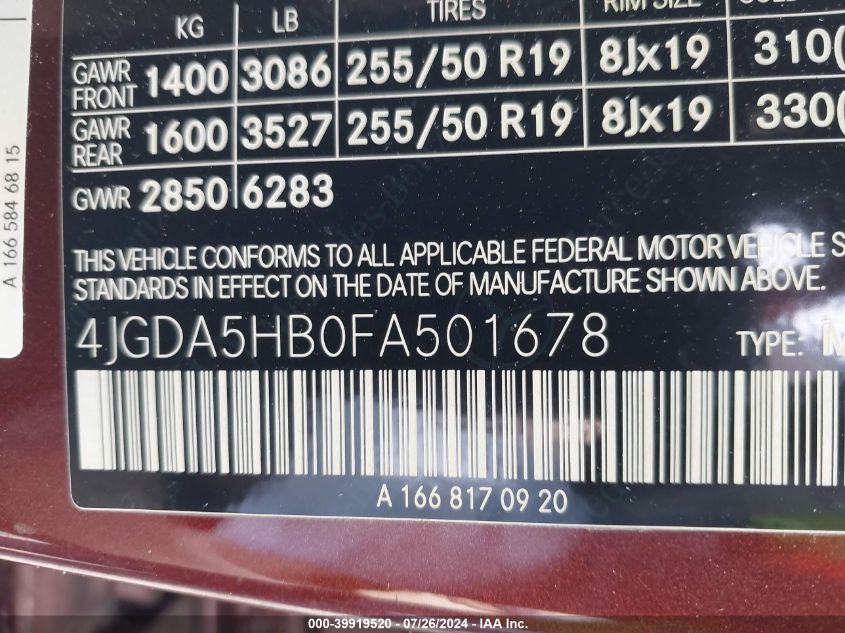 KG LB TIRES RIM SIZE
GAWR FRONT 1400 3086 255/50 R19 8Jx19 310(
GAWR REAR 1600 3527 255/50 R19 8Jx19 330(
GVWR 2850 6283
THIS VEHICLE CONFORMS TO ALL APPLICABLE FEDERAL MOTOR VEHICLE S
STANDARDS IN EFFECT ON THE DATE OF MANUFACTURE SHOWN ABOVE.
4JGDA5HB0FA501678 TYPE: M
A 166 817 09 20
A 166 584 68 15
000-39919520 - 07/26/2024 - IAA Inc.